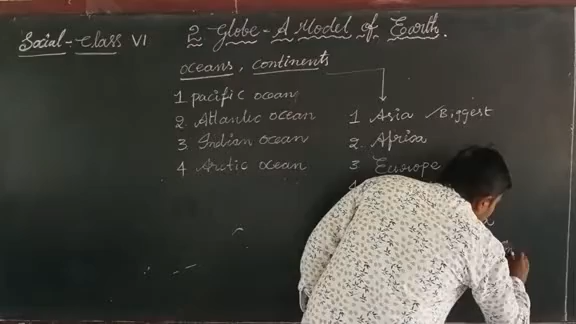 Social - Class VI
2. Globe - A Model of Earth.
oceans, continents
1 pacific ocean
2. Atlantic ocean
3 Indian ocean
4 Arctic ocean
1 Asia ✓Biggest
2. Africa
3 Europe
4